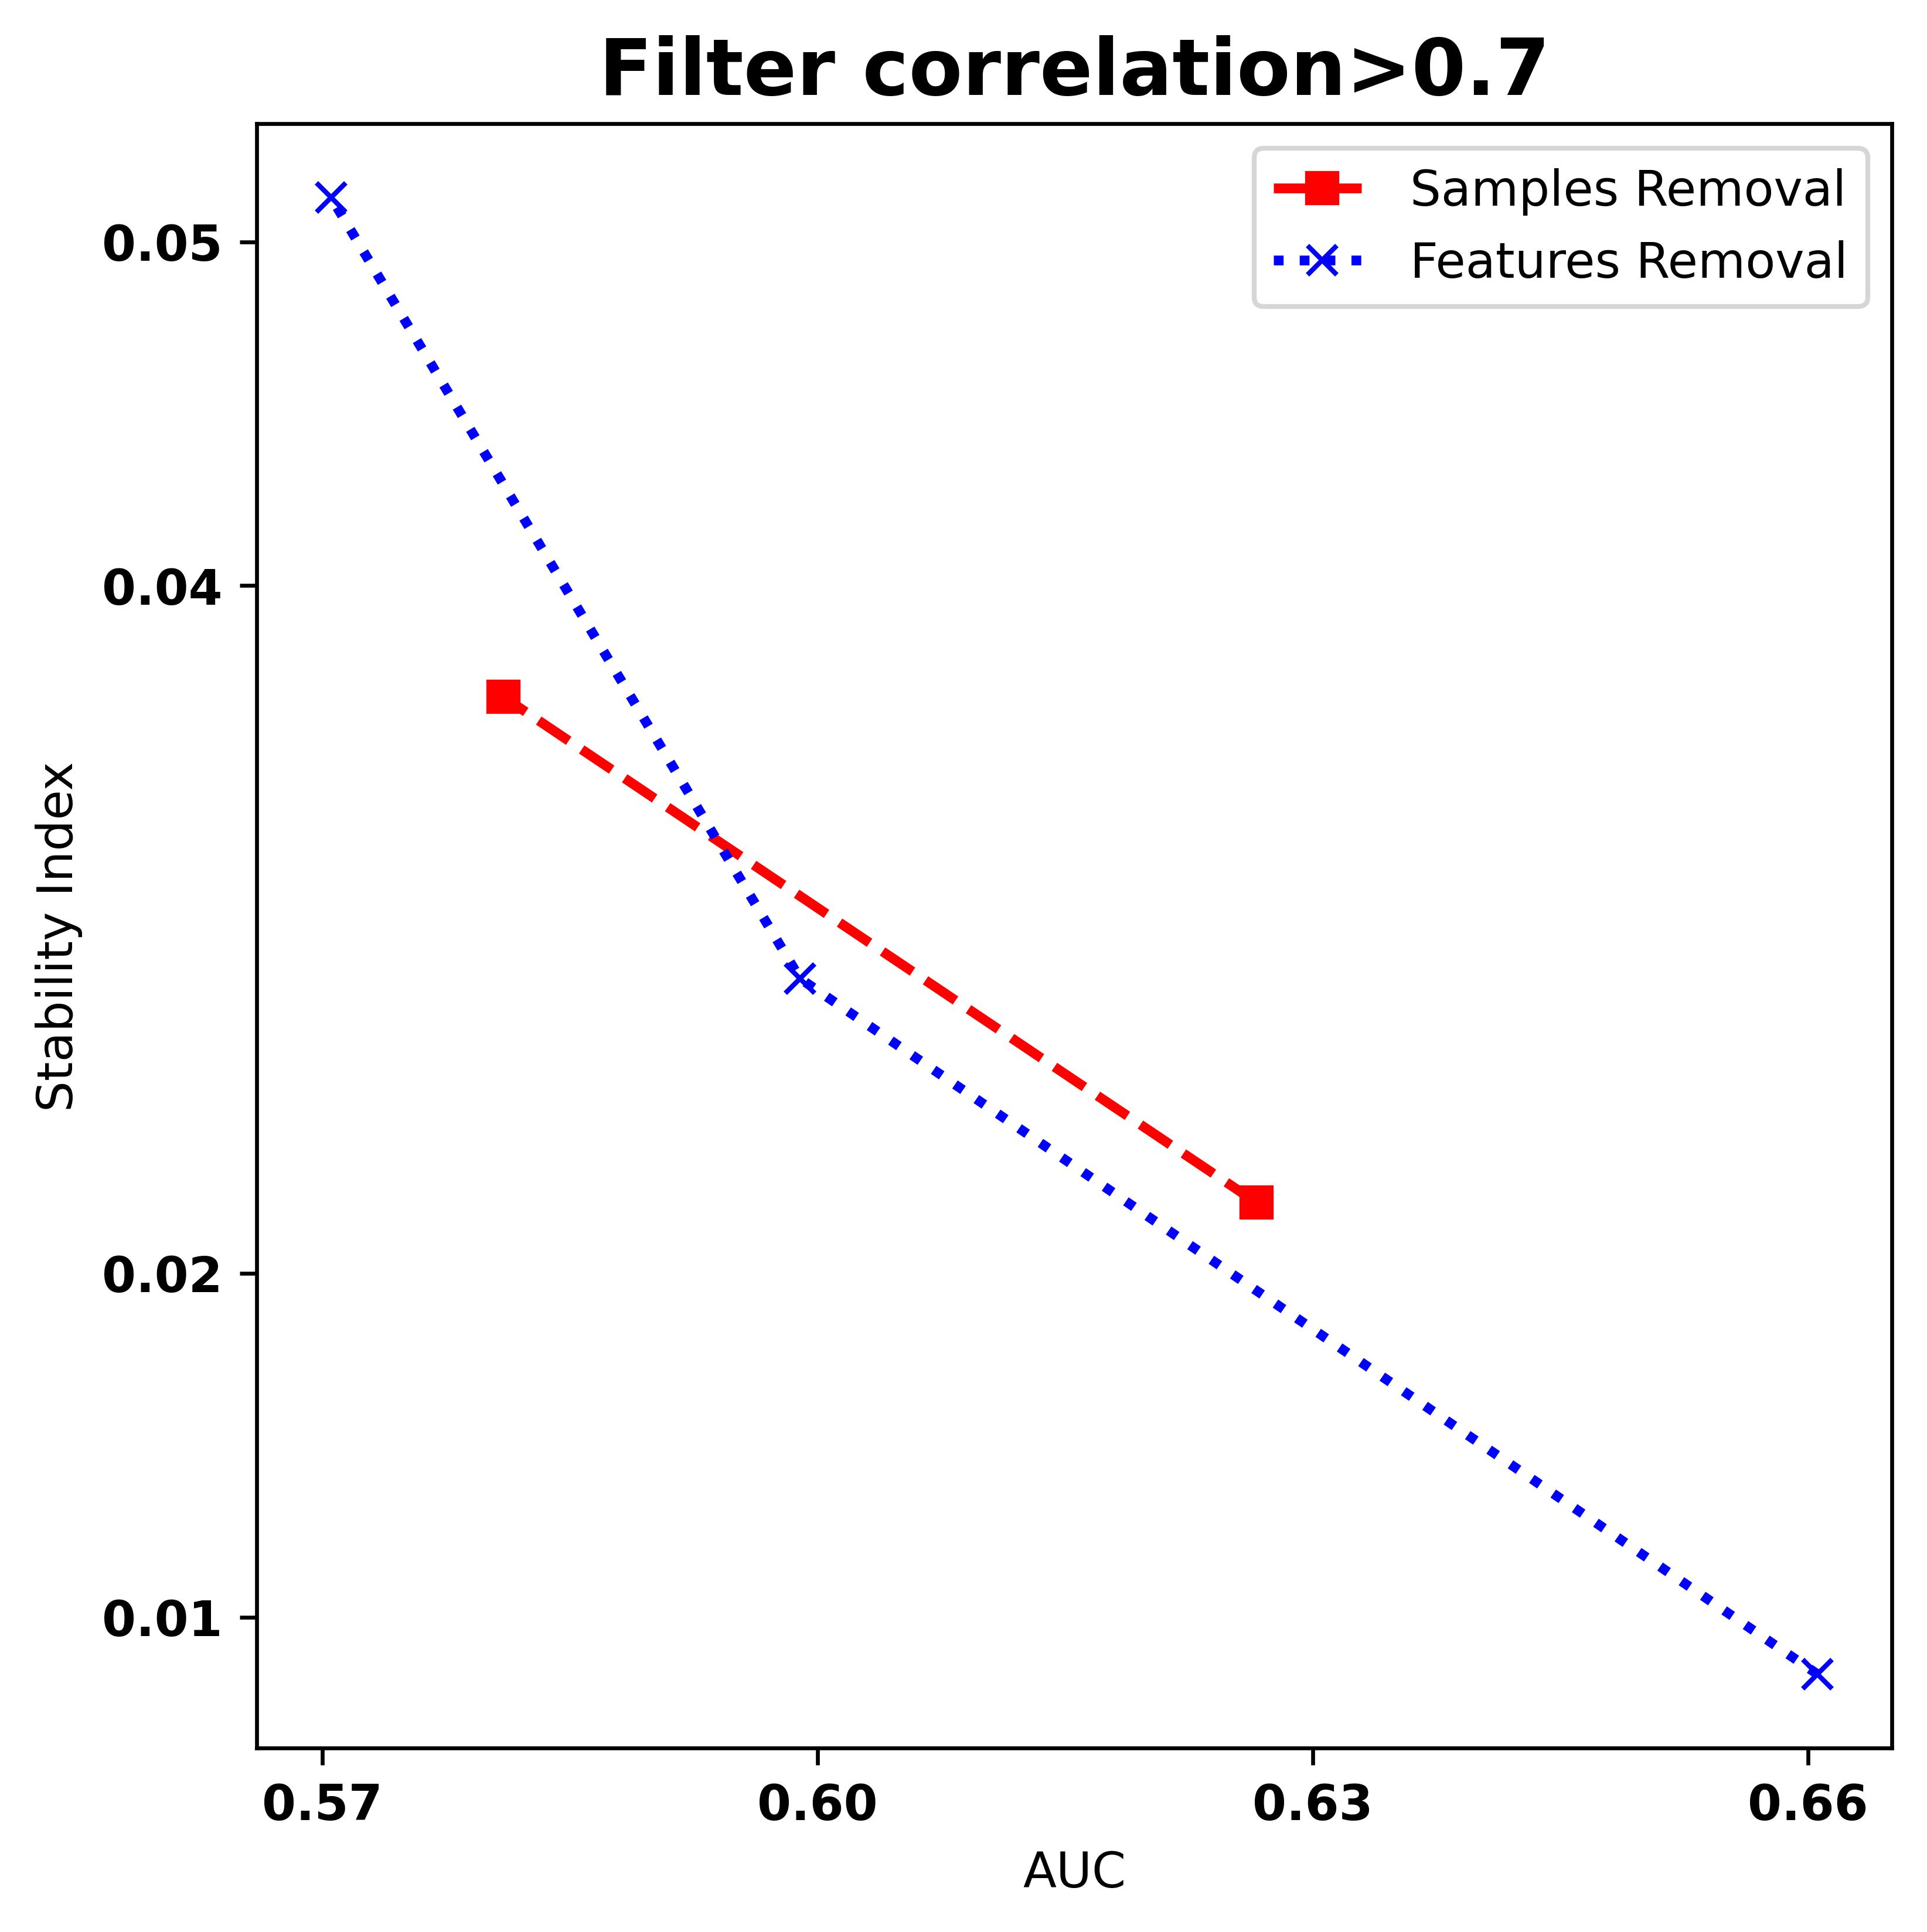 Filter correlation>0.7
Samples Removal
Features Removal
0.05
0.04
0.02
0.01
Stability Index
0.57 0.60 0.63 0.66
AUC